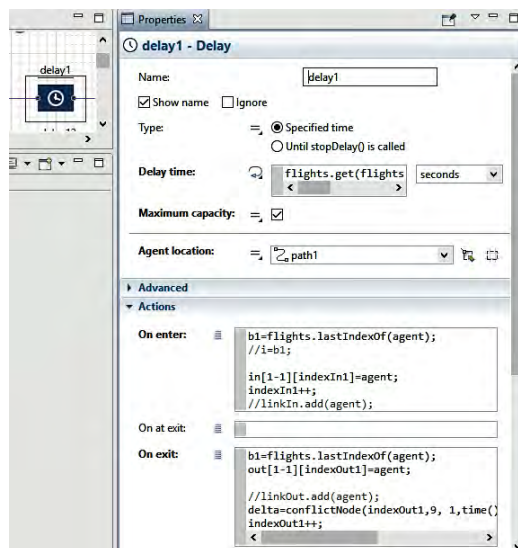 Properties
delay1
delay1 - Delay
Name:
delay1
Show name
Ignore
Type:
Specified time
Until stopDelay() is called
Delay time:
flights.get(flights
seconds
Maximum capacity:
Agent location:
path1
Advanced
Actions
On enter:
b1=flights.lastIndexOf(agent);
//i=b1;
in[1-1][indexIn1]=agent;
indexIn1++;
//linkIn.add(agent);
On at exit:
On exit:
b1=flights.lastIndexOf(agent);
out[1-1][indexOut1]=agent;
//linkOut.add(agent);
delta=conflictNode(indexOut1,9, 1,time()
indexOut1++;